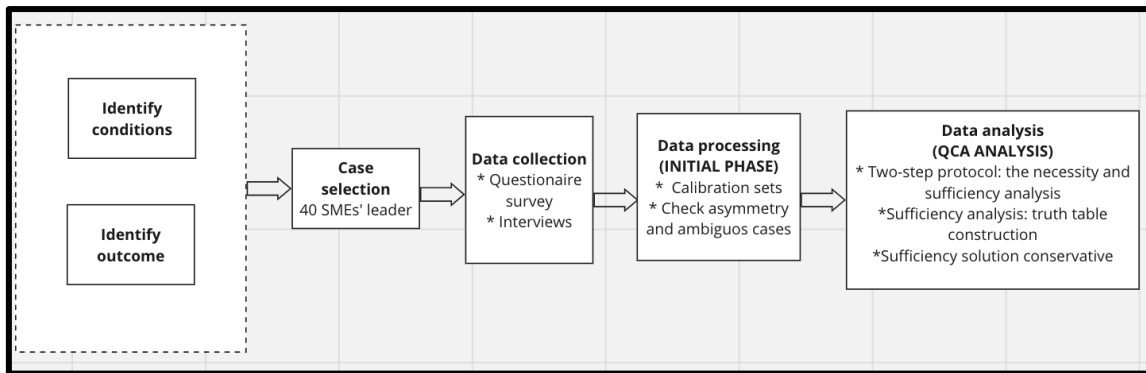 Identify
conditions
Identify
outcome
Case
selection
40 SMEs' leader
Data collection
* Questionaire
survey
* Interviews
Data processing
(INITIAL PHASE)
* Calibration sets
* Check asymmetry
and ambiguos cases
Data analysis
(QCA ANALYSIS)
* Two-step protocol: the necessity and
sufficiency analysis
*Sufficiency analysis: truth table
construction
*Sufficiency solution conservative